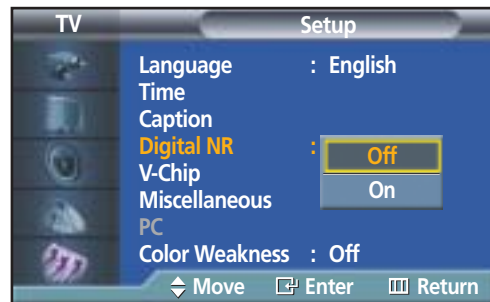 TV Setup
Language : English
Time
Caption
Digital NR : Off
On
V-Chip
Miscellaneous
PC
Color Weakness : Off
Move Enter Return